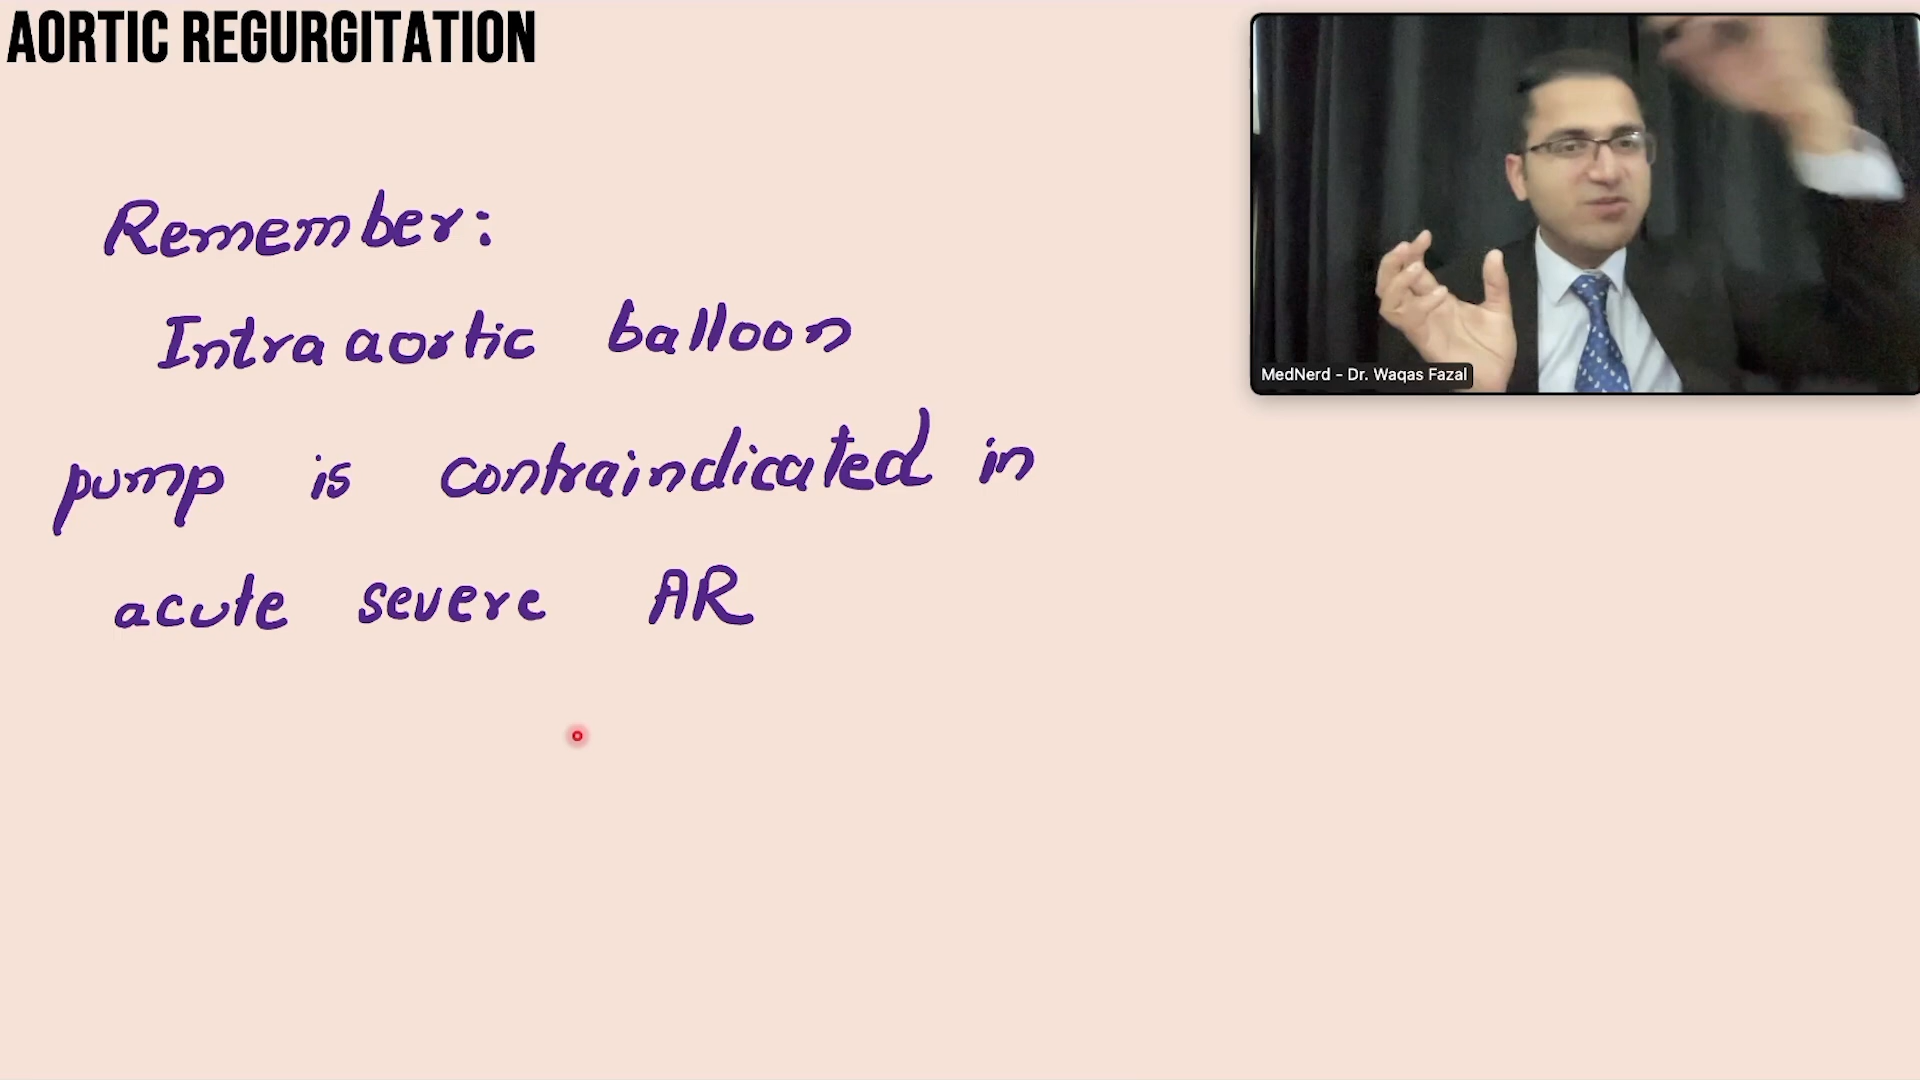 AORTIC REGURGITATION
Remember:
Intra aortic balloon
pump is contraindicated in
acute severe AR
MedNerd - Dr. Waqas Fazal